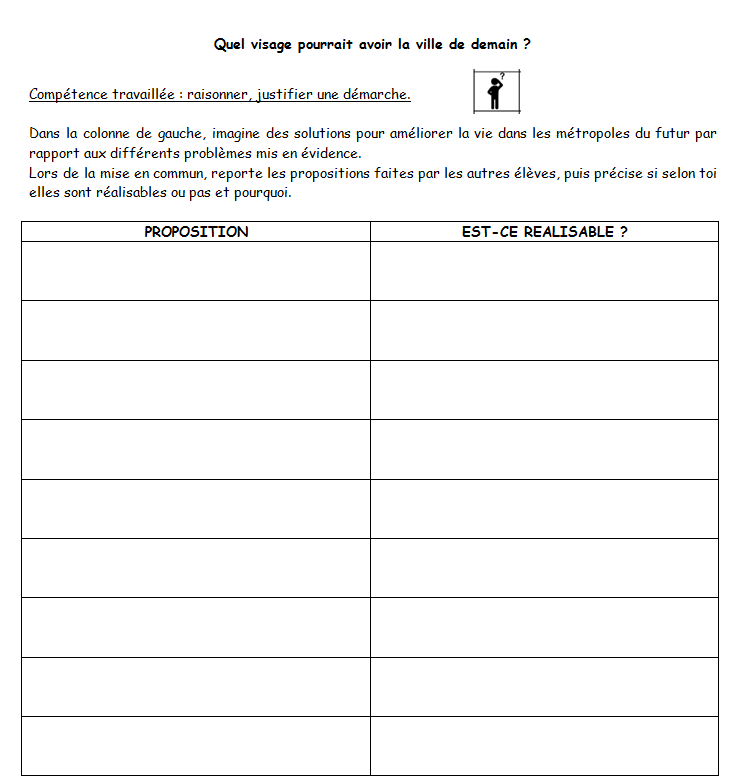 Quel visage pourrait avoir la ville de demain ?
Compétence travaillée : raisonner, justifier une démarche.
?
Dans la colonne de gauche, imagine des solutions pour améliorer la vie dans les métropoles du futur par
rapport aux différents problèmes mis en évidence.
Lors de la mise en commun, reporte les propositions faites par les autres élèves, puis précise si selon toi
elles sont réalisables ou pas et pourquoi.
PROPOSITION EST-CE REALISABLE ?